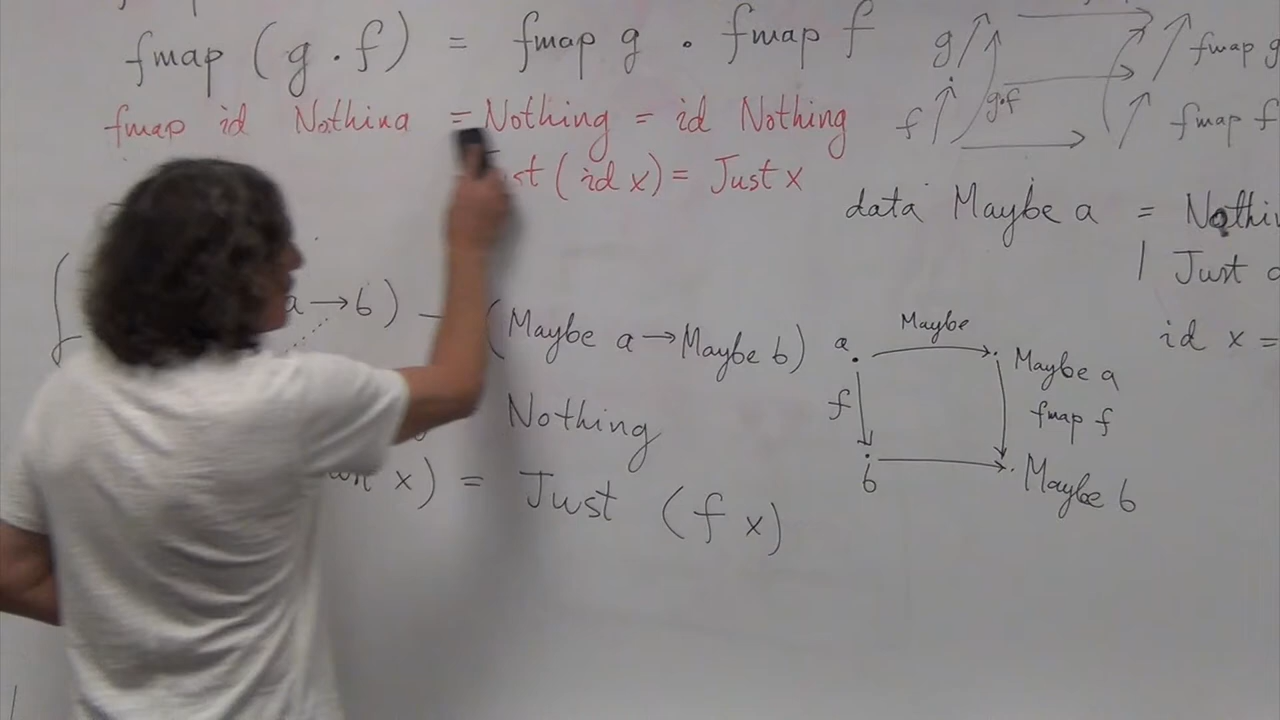 fmap (g . f) = fmap g . fmap f
fmap id Nothing = Nothing = id Nothing
(id x) = Just x
a → b) (Maybe a → Maybe b)
Nothing
x) = Just (f x)
g
g.f
f
fmap g
fmap f
data Maybe a =
| Just
id x =
a
Maybe
Maybe a
f
fmap f
b
Maybe b